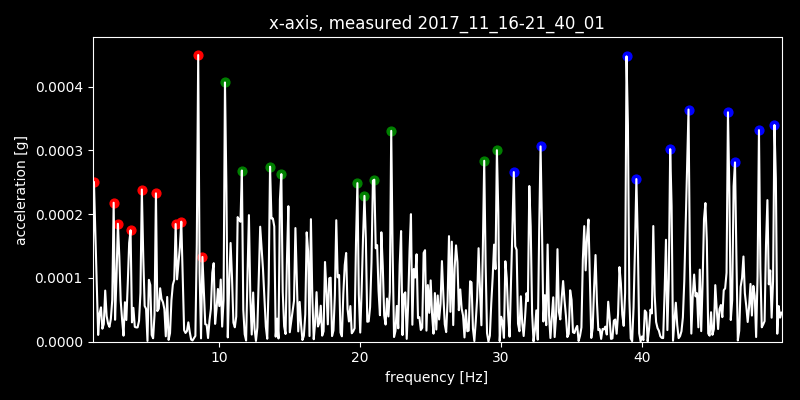 x-axis, measured 2017_11_16-21_40_01
acceleration [g]
0.0004
0.0003
0.0002
0.0001
0.0000
10 20 30 40
frequency [Hz]